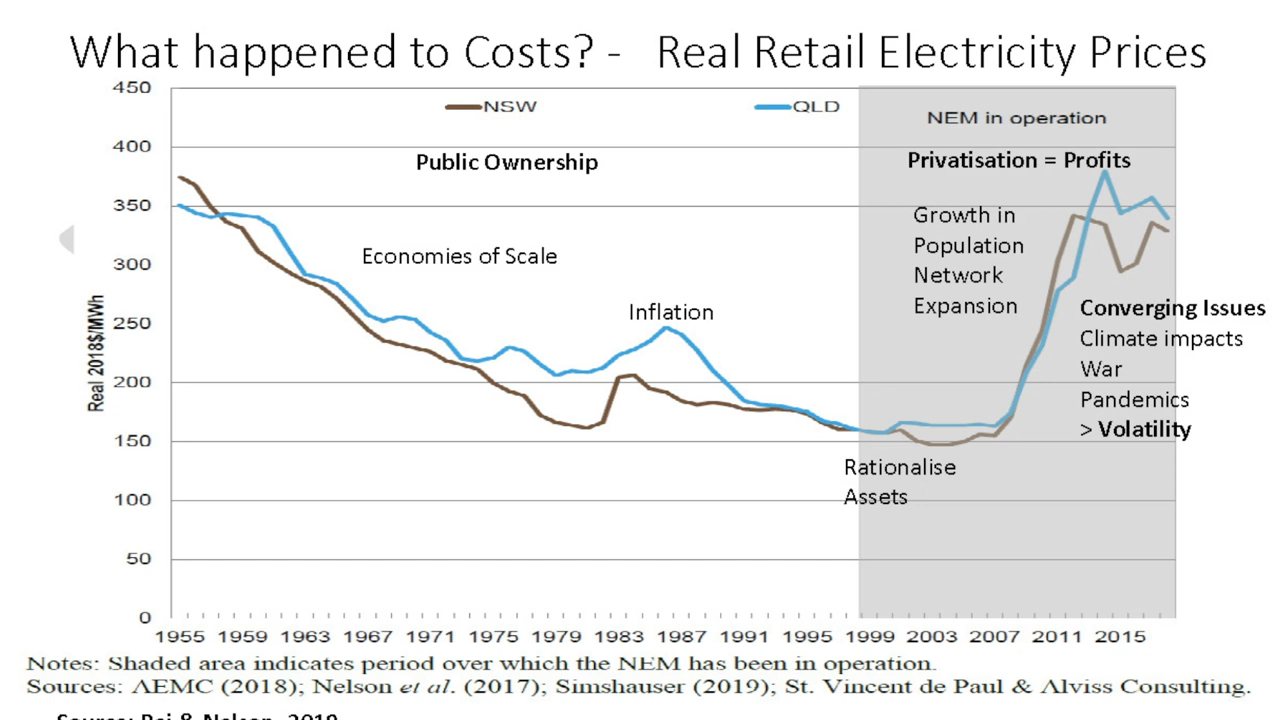 What happened to Costs? - Real Retail Electricity Prices
450
400
350
300
250
200
150
100
50
0
Real 2018$/MWh
NSW
QLD
NEM in operation
Public Ownership
Privatisation = Profits
Economies of Scale
Inflation
Growth in
Population
Network
Expansion
Converging Issues
Climate impacts
War
Pandemics
> Volatility
Rationalise
Assets
1955 1959 1963 1967 1971 1975 1979 1983 1987 1991 1995 1999 2003 2007 2011 2015
Notes: Shaded area indicates period over which the NEM has been in operation.
Sources: AEMC (2018); Nelson et al. (2017); Simshauser (2019); St. Vincent de Paul & Alviss Consulting.
Source: Rai & Nelson, 2019